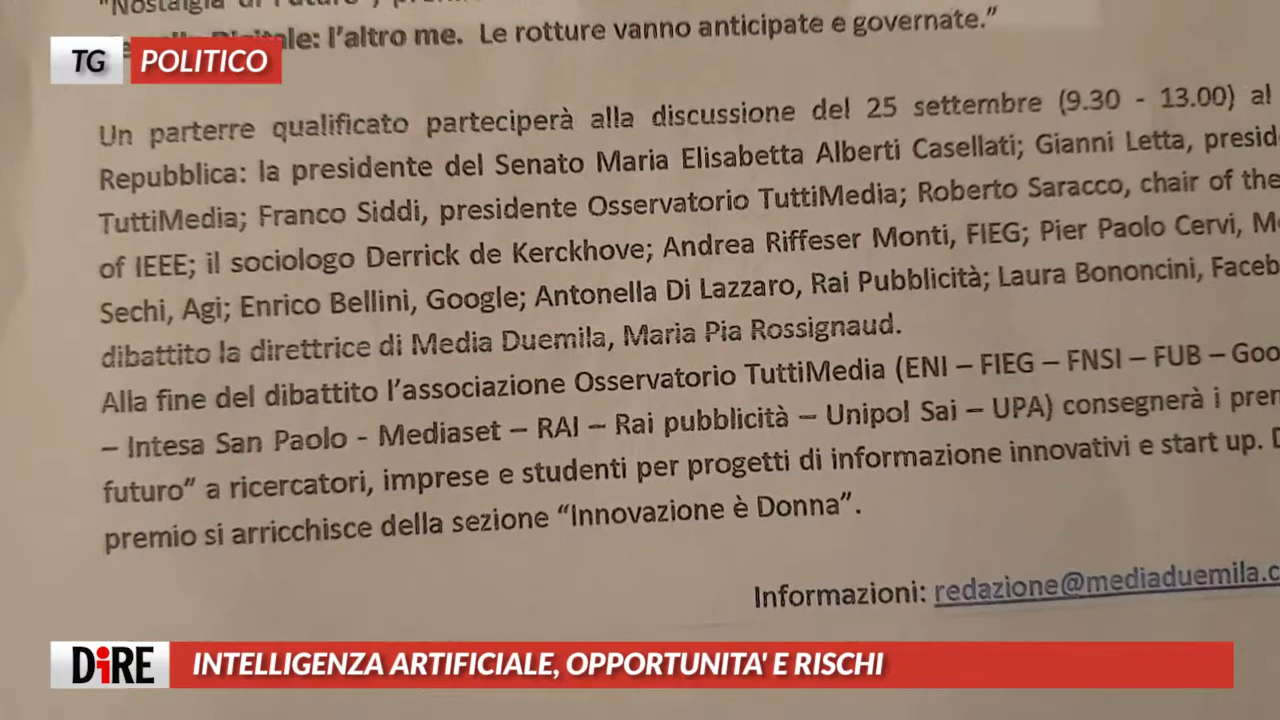 "Nostalgia di Futuro",
le: l'altro me. Le rotture vanno anticipate e governate."
TG POLITICO
Un parterre qualificato parteciperà alla discussione del 25 settembre (9.30 - 13.00) al
Repubblica: la presidente del Senato Maria Elisabetta Alberti Casellati; Gianni Letta, presid
TuttiMedia; Franco Siddi, presidente Osservatorio TuttiMedia; Roberto Saracco, chair of the
of IEEE; il sociologo Derrick de Kerckhove; Andrea Riffeser Monti, FIEG; Pier Paolo Cervi, M
Sechi, Agi; Enrico Bellini, Google; Antonella Di Lazzaro, Rai Pubblicità; Laura Bononcini, Faceb
dibattito la direttrice di Media Duemila, Maria Pia Rossignaud.
Alla fine del dibattito l'associazione Osservatorio TuttiMedia (ENI – FIEG – FNSI – FUB – Goo
– Intesa San Paolo - Mediaset – RAI – Rai pubblicità – Unipol Sai – UPA) consegnerà i prem
futuro" a ricercatori, imprese e studenti per progetti di informazione innovativi e start up. D
premio si arricchisce della sezione "Innovazione è Donna".
Informazioni: redazione@mediaduemila.c
DiRE INTELLIGENZA ARTIFICIALE, OPPORTUNITA' E RISCHI